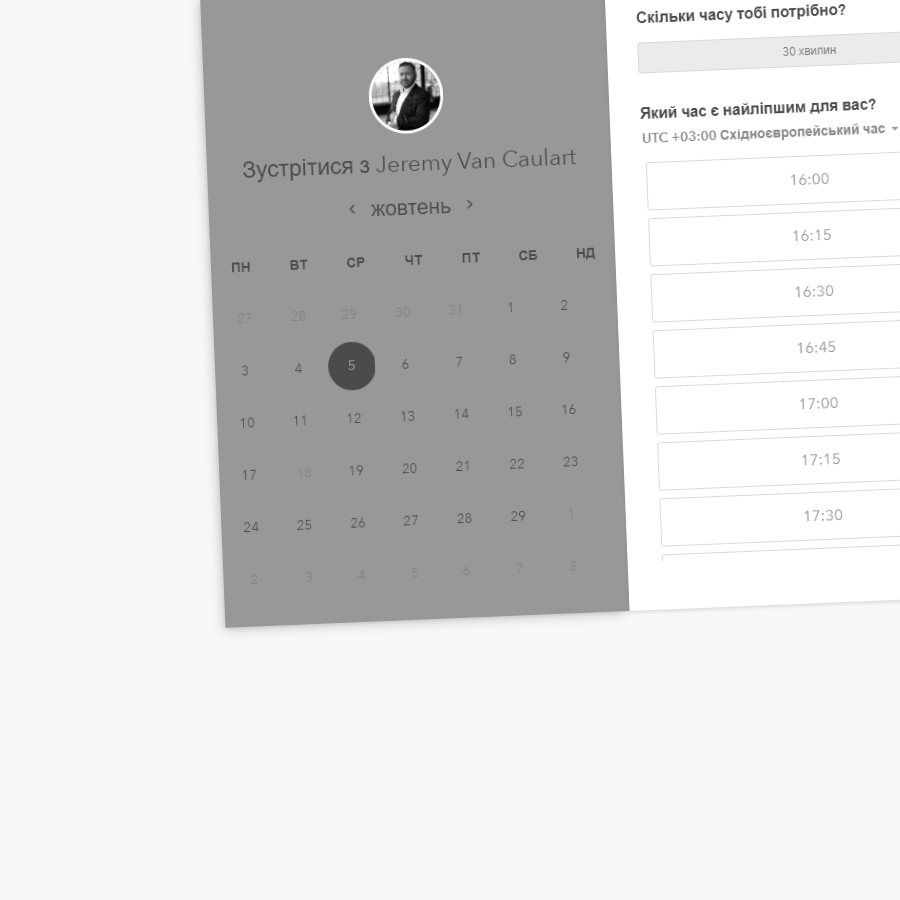 Зустрітися з Jeremy Van Caulart
‹ жовтень ›
ПН ВТ СР ЧТ ПТ СБ НД
27 28 29 30 31 1 2
3 4 5 6 7 8 9
10 11 12 13 14 15 16
17 18 19 20 21 22 23
24 25 26 27 28 29 1
2 3 4 5 6 7 8
Скільки часу тобі потрібно?
30 хвилин
Який час є найліпшим для вас?
UTC +03:00 Східноєвропейський час
16:00
16:15
16:30
16:45
17:00
17:15
17:30